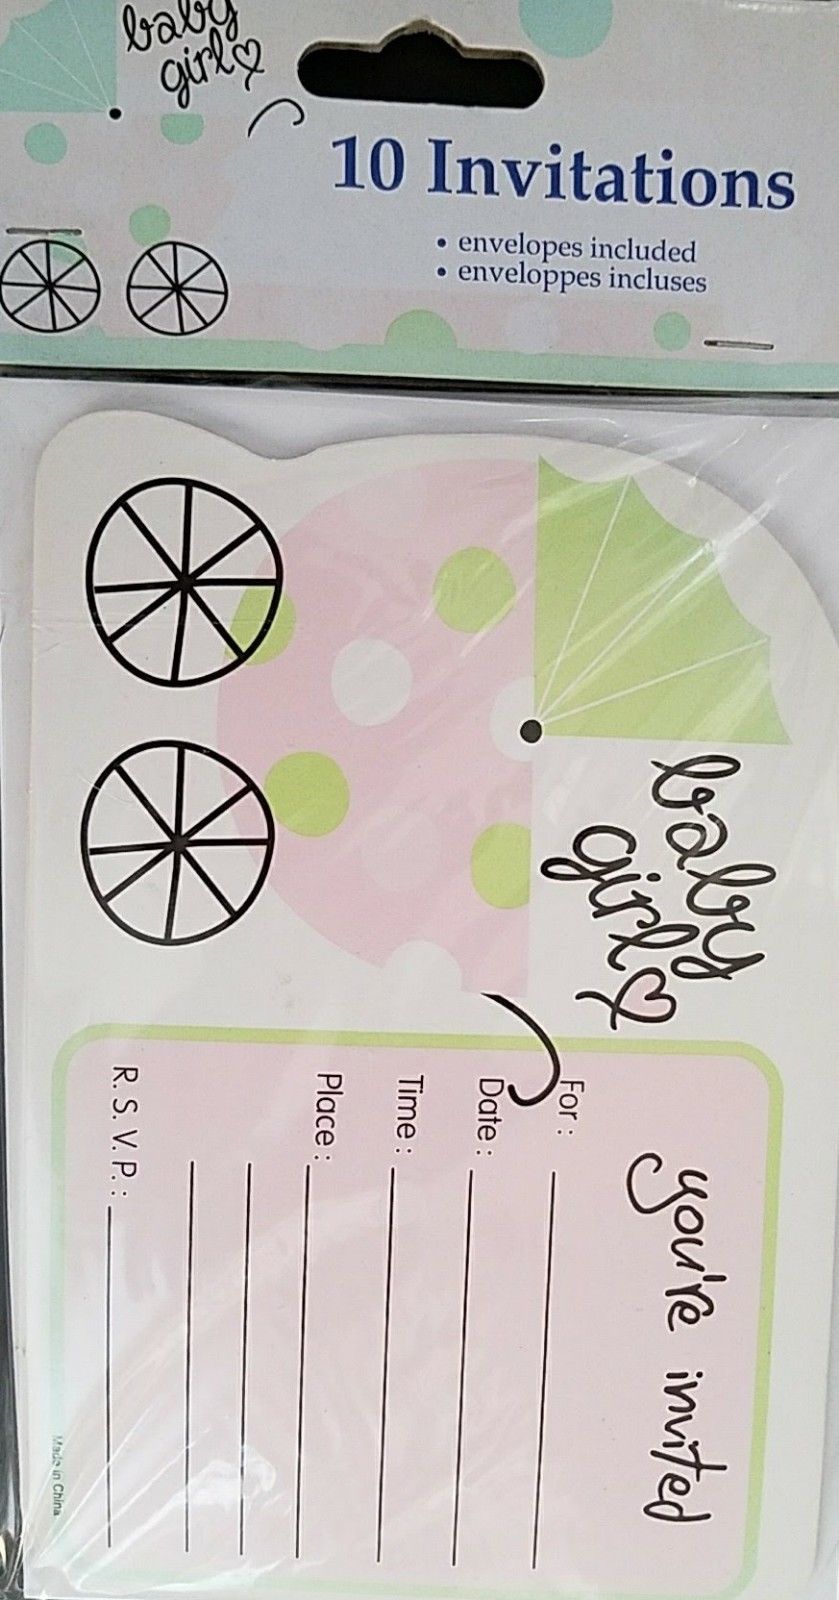 baby
girl
10 Invitations
• envelopes included
• enveloppes incluses
baby
girl
you're invited
For :
Date :
Time :
Place :
R. S. V. P. :
Made in China